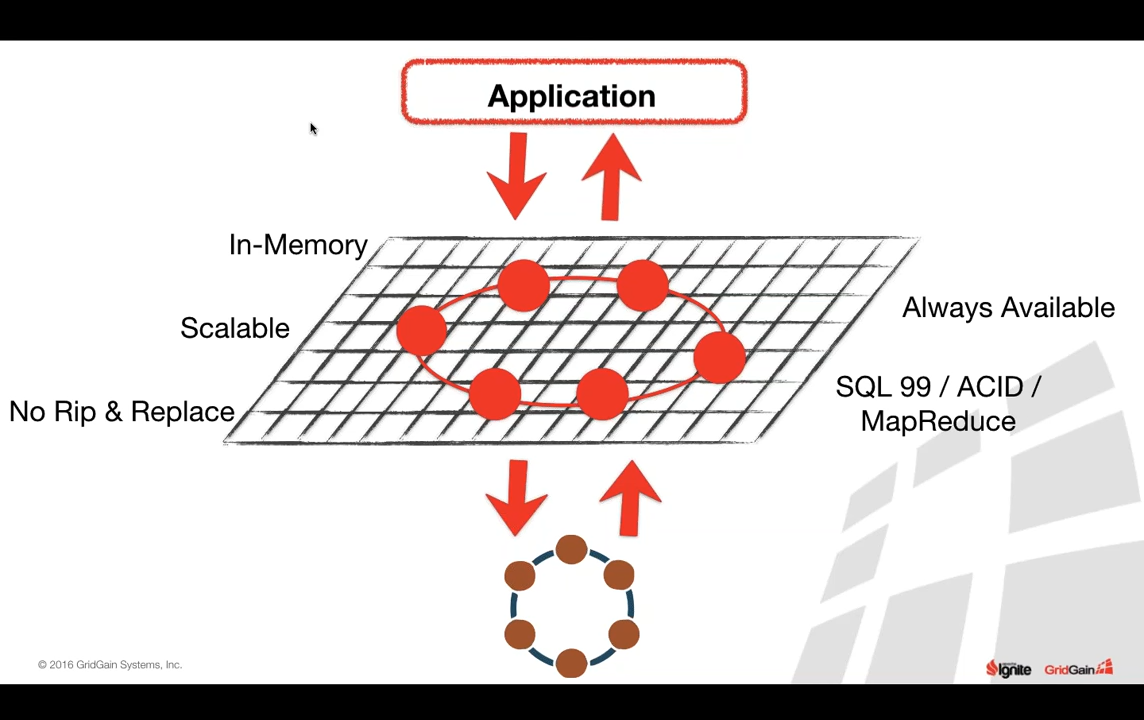 Application
In-Memory
Always Available
Scalable
SQL 99 / ACID /
MapReduce
No Rip & Replace
© 2016 GridGain Systems, Inc.
Ignite
GridGain